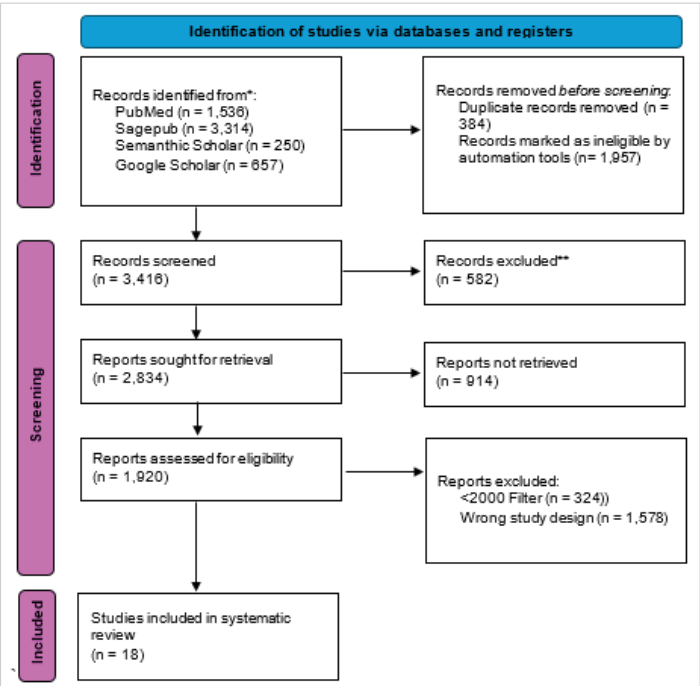 Identification of studies via databases and registers
Identification
Records identified from*:
PubMed (n = 1,536)
Sagepub (n = 3,314)
Semanthic Scholar (n = 250)
Google Scholar (n = 657)
Records removed before screening:
Duplicate records removed (n =
384)
Records marked as ineligible by
automation tools (n= 1,957)
Screening
Records screened
(n = 3,416)
Records excluded**
(n = 582)
Reports sought for retrieval
(n = 2,834)
Reports not retrieved
(n = 914)
Reports assessed for eligibility
(n = 1,920)
Reports excluded:
<2000 Filter (n = 324))
Wrong study design (n = 1,578)
Included
Studies included in systematic
review
(n = 18)
`